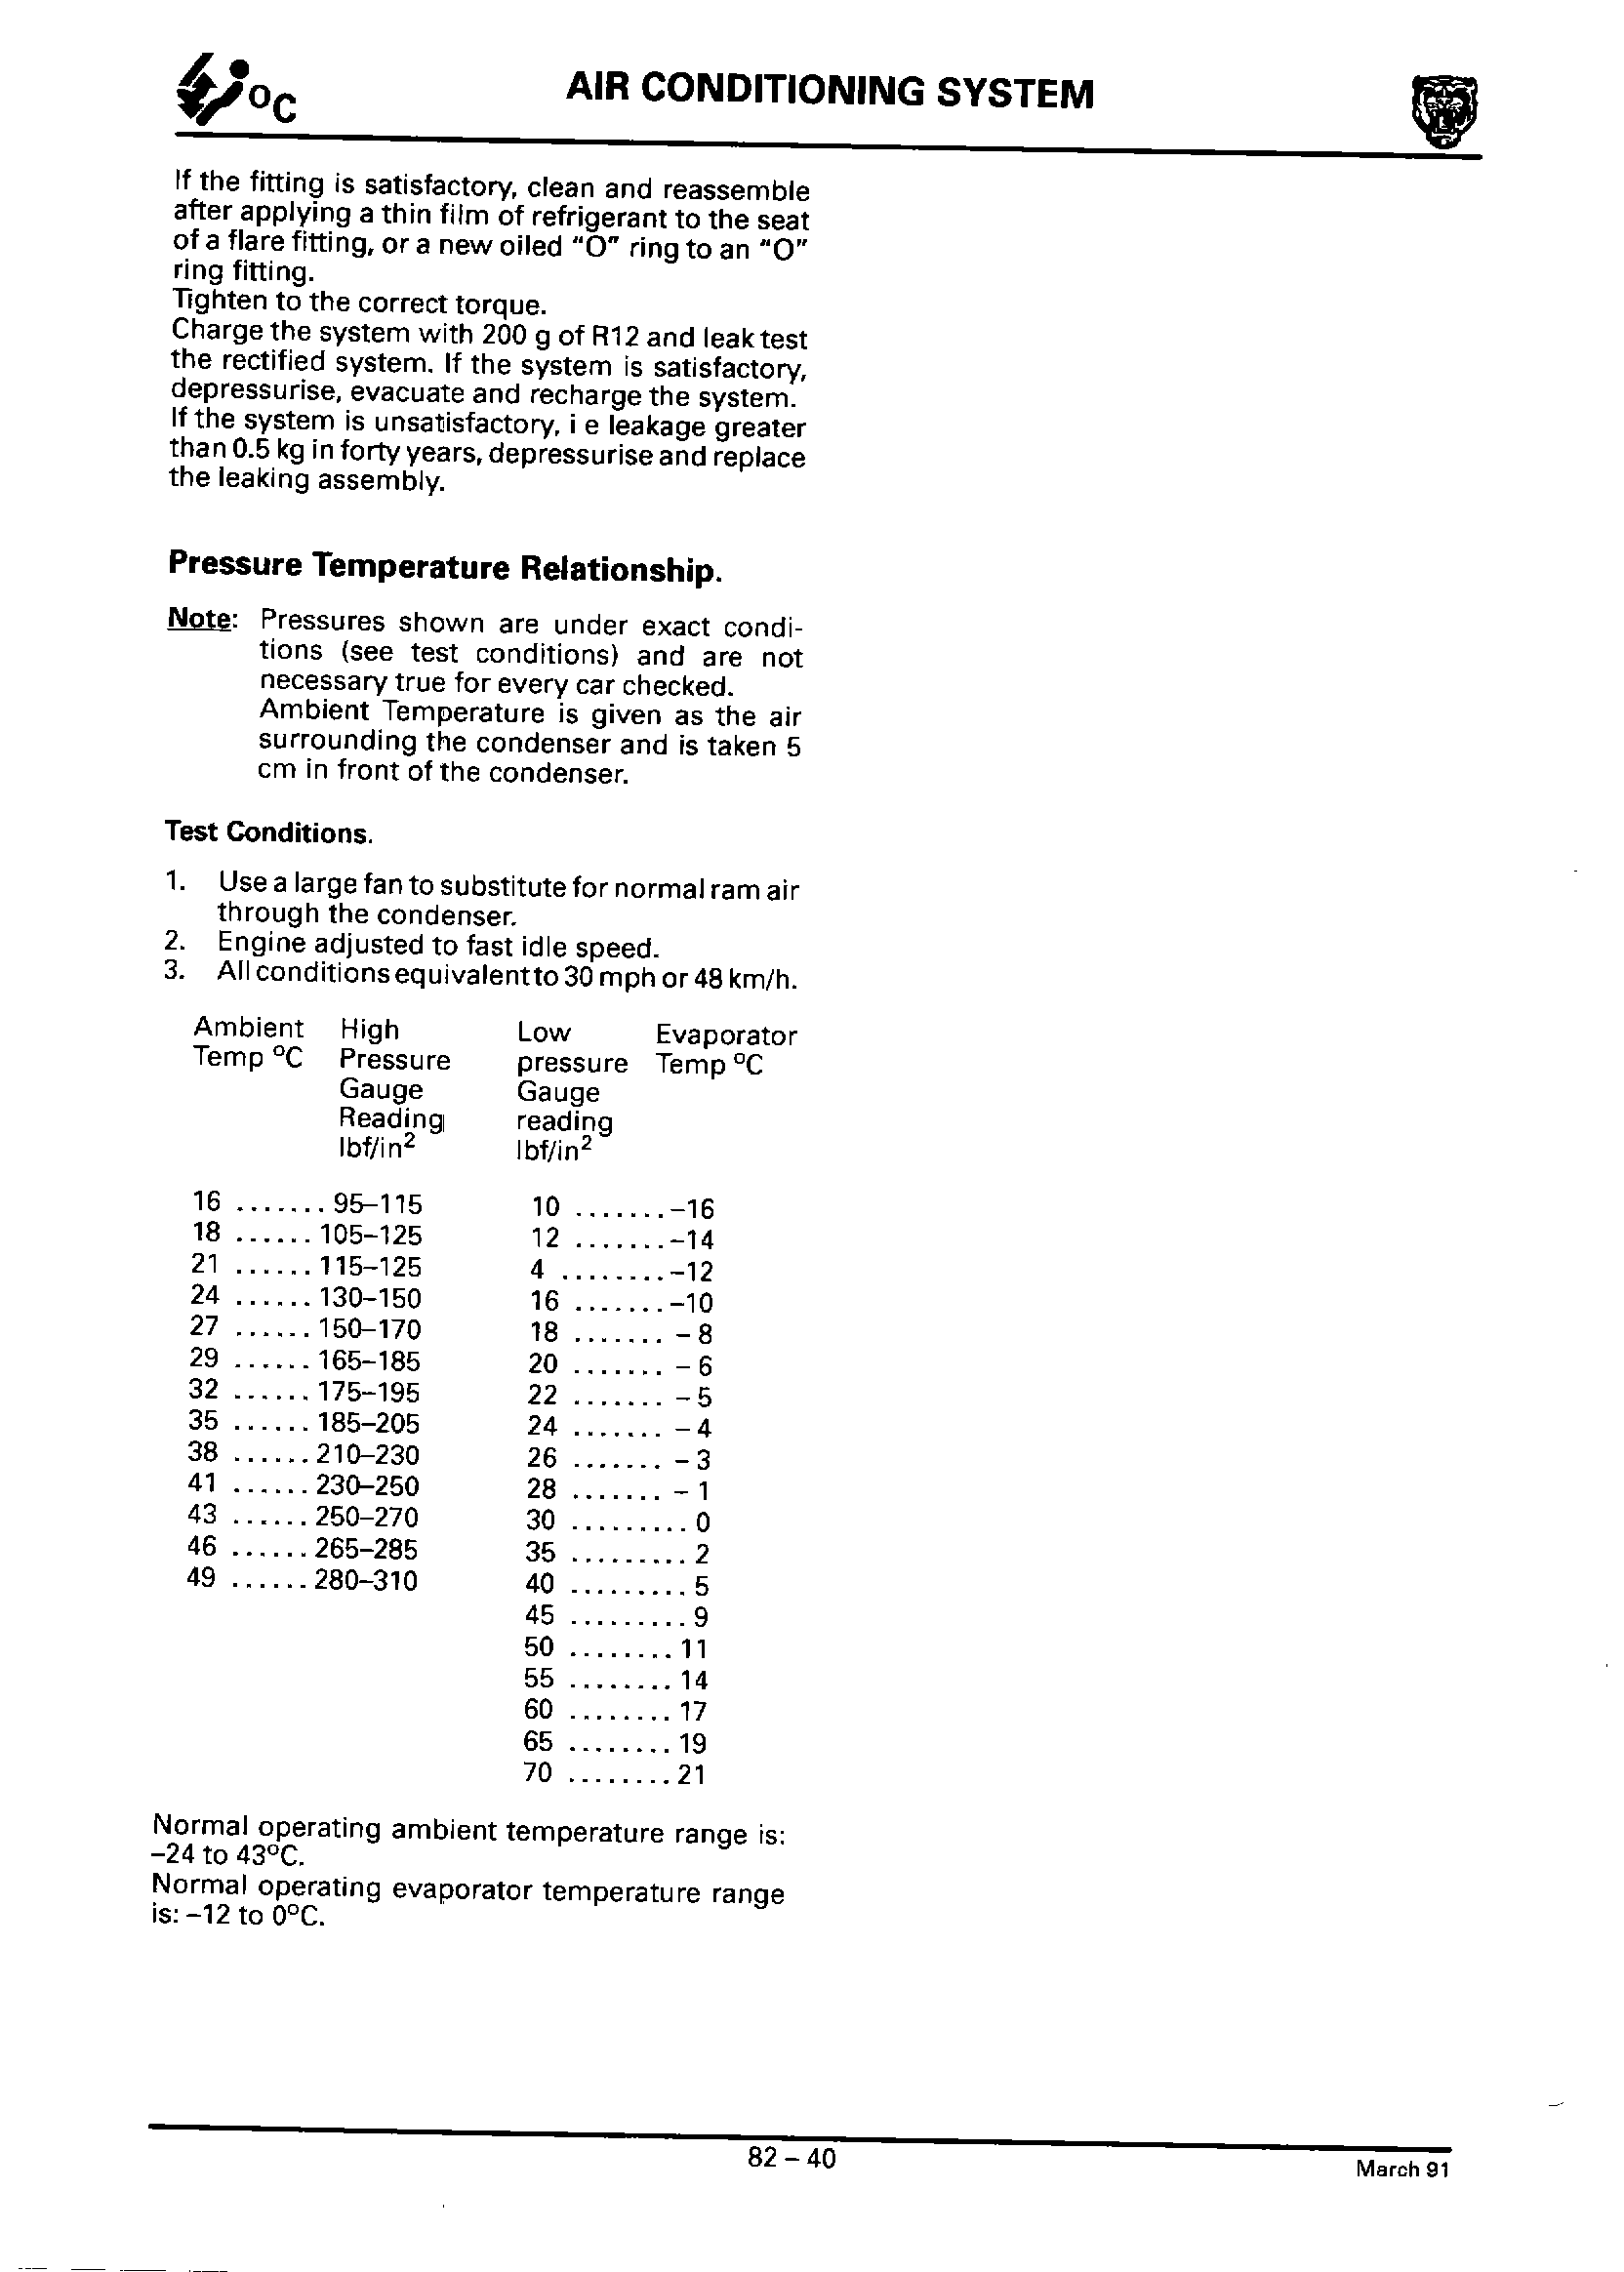 °C
AIR CONDITIONING SYSTEM
If the fitting is satisfactory, clean and reassemble
after applying a thin film of refrigerant to the seat
of a flare fitting, or a new oiled "O" ring to an "O"
ring fitting.
Tighten to the correct torque.
Charge the system with 200 g of R12 and leak test
the rectified system. If the system is satisfactory,
depressurise, evacuate and recharge the system.
If the system is unsatisfactory, i e leakage greater
than 0.5 kg in forty years, depressurise and replace
the leaking assembly.
Pressure Temperature Relationship.
Note: Pressures shown are under exact condi-
tions (see test conditions) and are not
necessary true for every car checked.
Ambient Temperature is given as the air
surrounding the condenser and is taken 5
cm in front of the condenser.
Test Conditions.
1. Use a large fan to substitute for normal ram air
through the condenser.
2. Engine adjusted to fast idle speed.
3. All conditions equivalent to 30 mph or 48 km/h.
Ambient High Low Evaporator
Temp °C Pressure pressure Temp °C
Gauge Gauge
Reading reading
lbf/in² lbf/in²
16 ....... 95–115 10 ....... –16
18 ...... 105–125 12 ....... –14
21 ...... 115–125 4 ........ –12
24 ...... 130–150 16 ....... –10
27 ...... 150–170 18 ....... – 8
29 ...... 165–185 20 ....... – 6
32 ...... 175–195 22 ....... – 5
35 ...... 185–205 24 ....... – 4
38 ...... 210–230 26 ....... – 3
41 ...... 230–250 28 ....... – 1
43 ...... 250–270 30 ......... 0
46 ...... 265–285 35 ......... 2
49 ...... 280–310 40 ......... 5
45 ......... 9
50 ........ 11
55 ........ 14
60 ........ 17
65 ........ 19
70 ........ 21
Normal operating ambient temperature range is:
–24 to 43°C.
Normal operating evaporator temperature range
is: –12 to 0°C.
82 – 40
March 91